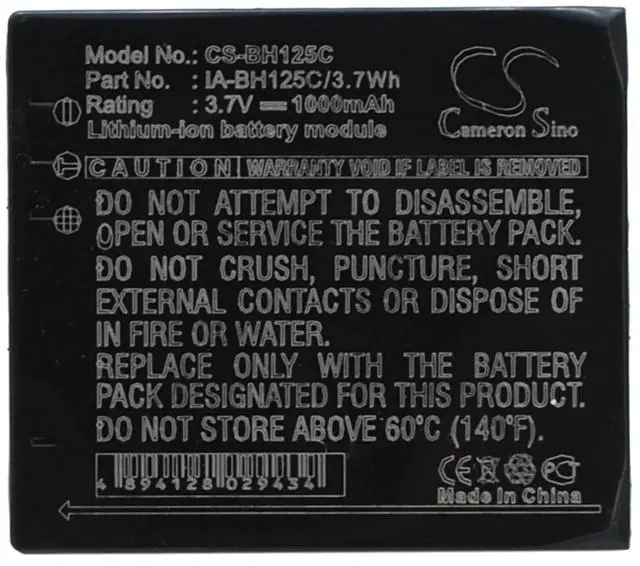 Model No.: CS-BH125C
Part No. : IA-BH125C/3.7Wh
Rating : 3.7V ⎓ 1000mAh
Lithium-ion battery module
CS
Cameron Sino
CAUTION WARRANTY VOID IF LABEL IS REMOVED
DO NOT ATTEMPT TO DISASSEMBLE,
OPEN OR SERVICE THE BATTERY PACK.
DO NOT CRUSH, PUNCTURE, SHORT
EXTERNAL CONTACTS OR DISPOSE OF
IN FIRE OR WATER.
REPLACE ONLY WITH THE BATTERY
PACK DESIGNATED FOR THIS PRODUCT.
DO NOT STORE ABOVE 60°C (140°F).
4 894128 029434
CE PCT
Made In China